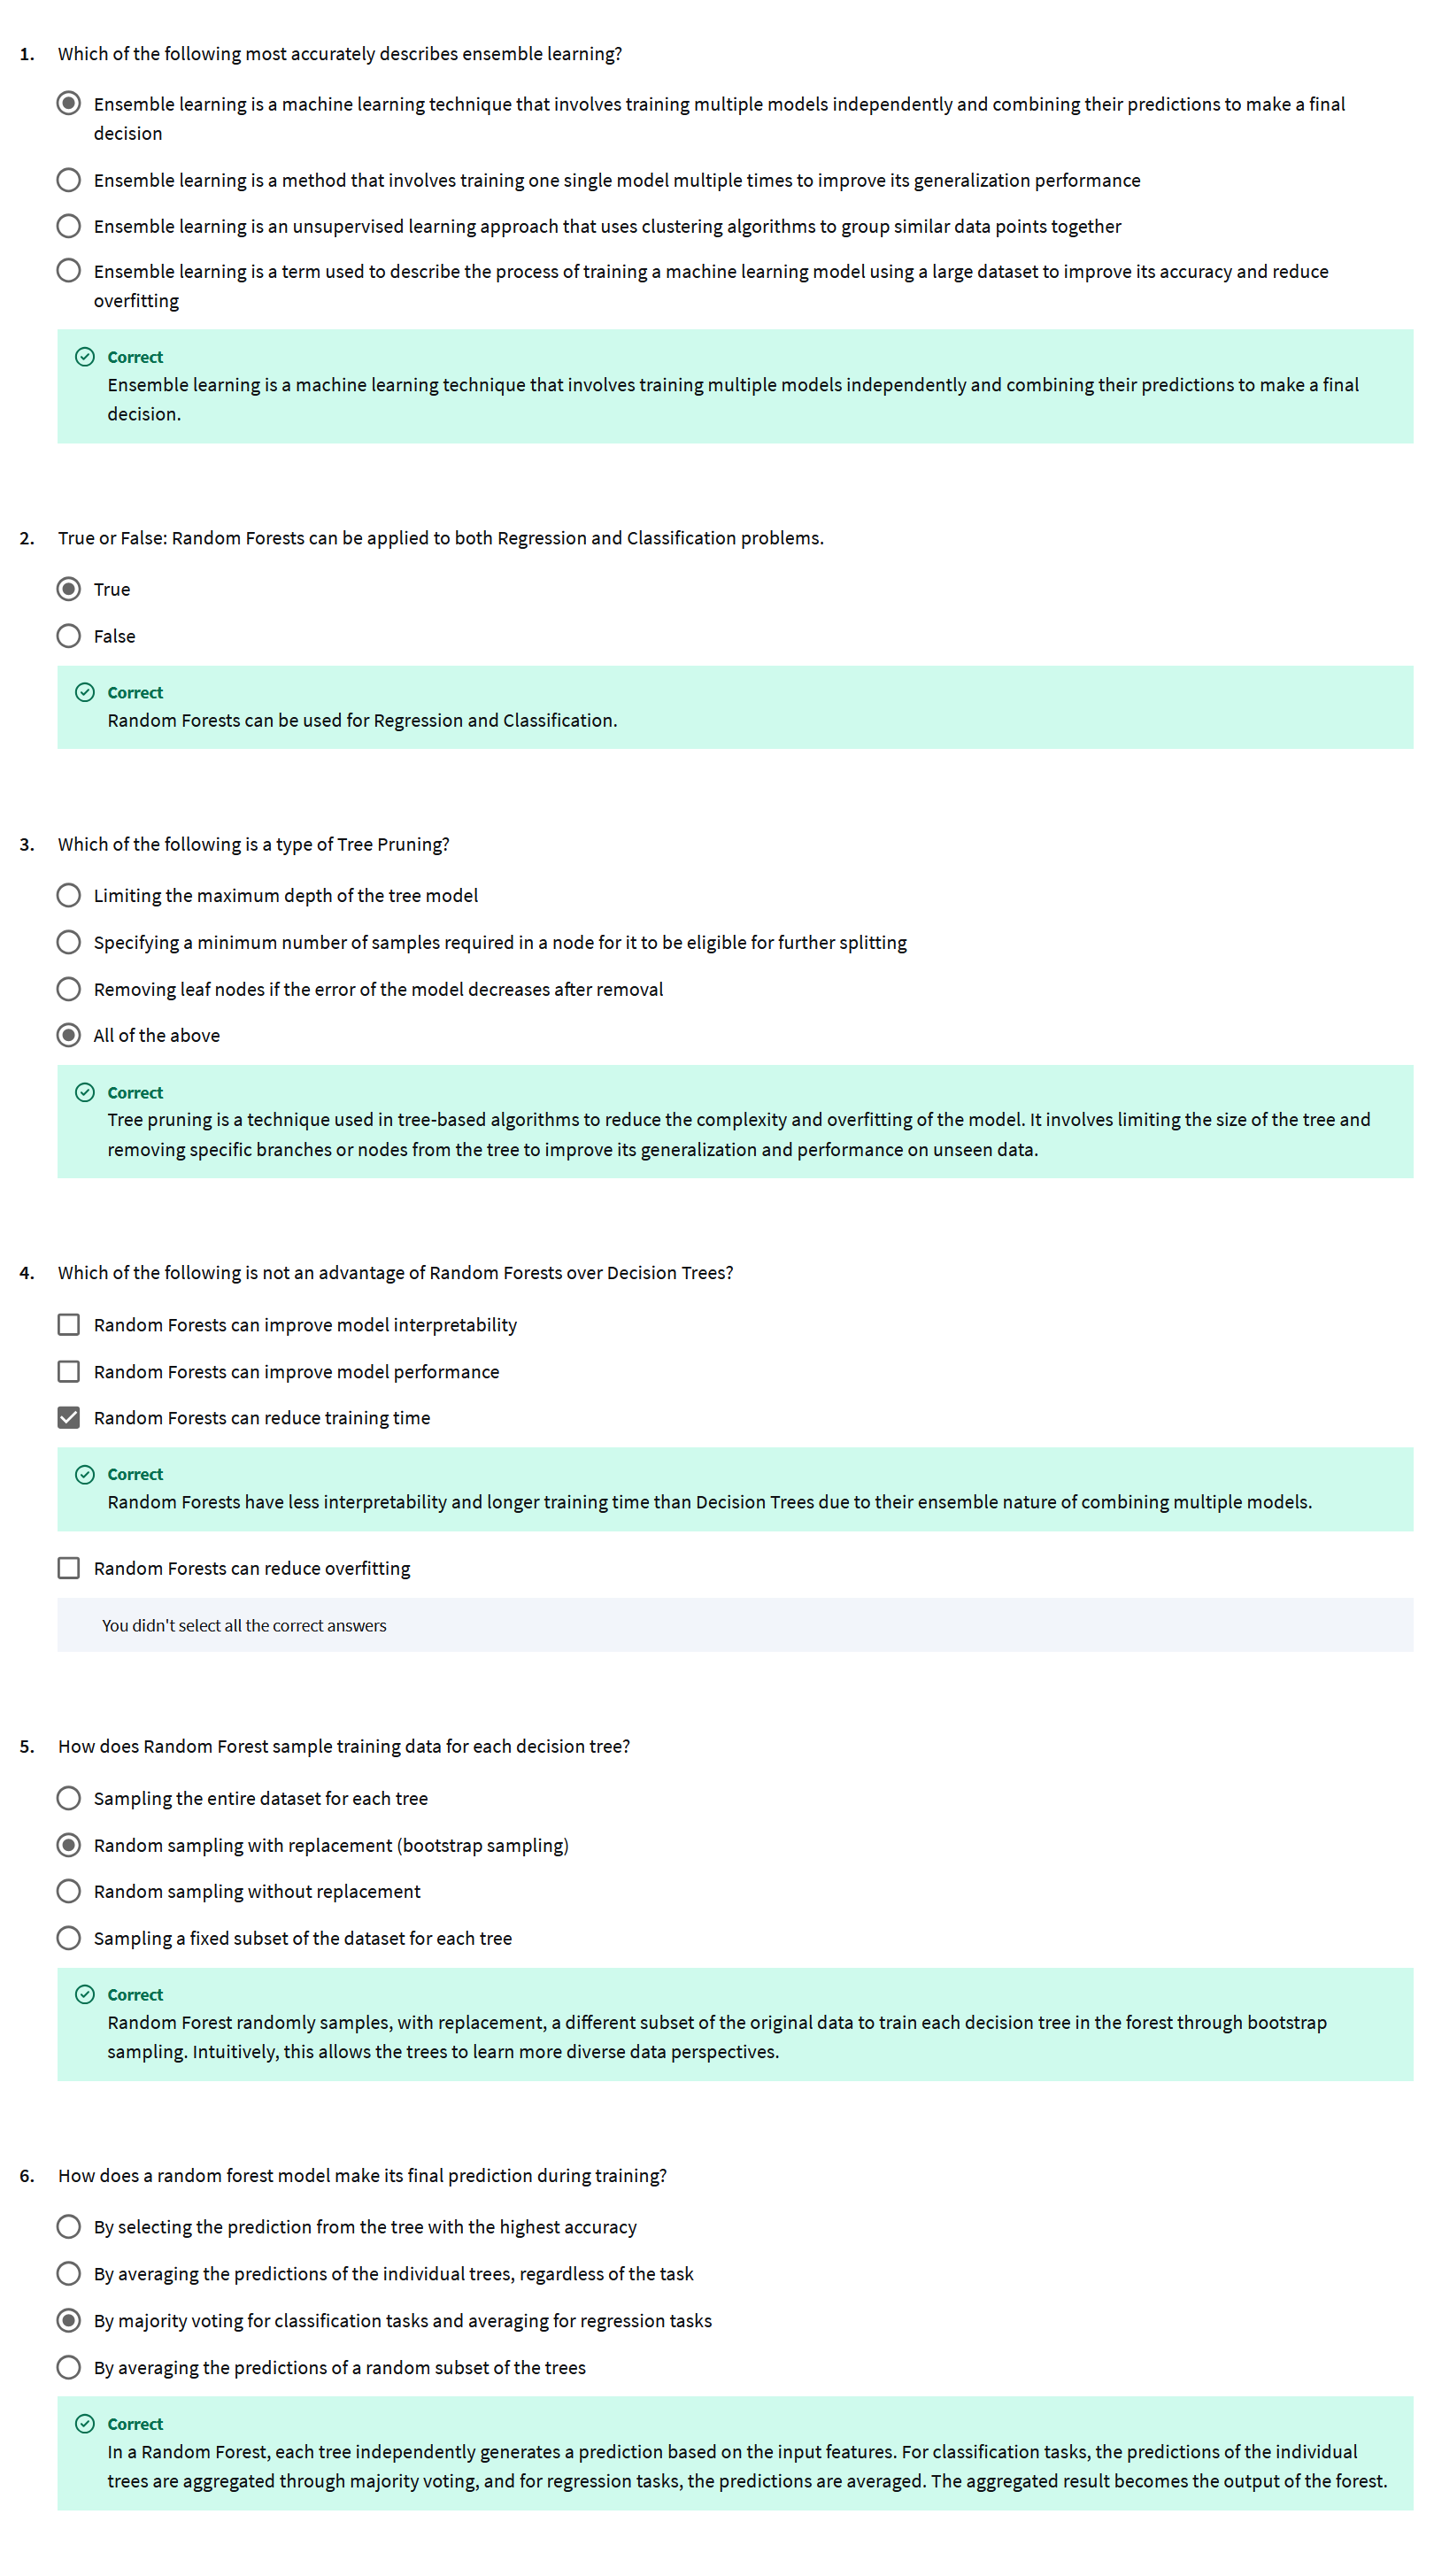 1. Which of the following most accurately describes ensemble learning?
Ensemble learning is a machine learning technique that involves training multiple models independently and combining their predictions to make a final
decision
Ensemble learning is a method that involves training one single model multiple times to improve its generalization performance
Ensemble learning is an unsupervised learning approach that uses clustering algorithms to group similar data points together
Ensemble learning is a term used to describe the process of training a machine learning model using a large dataset to improve its accuracy and reduce
overfitting
Correct
Ensemble learning is a machine learning technique that involves training multiple models independently and combining their predictions to make a final
decision.
2. True or False: Random Forests can be applied to both Regression and Classification problems.
True
False
Correct
Random Forests can be used for Regression and Classification.
3. Which of the following is a type of Tree Pruning?
Limiting the maximum depth of the tree model
Specifying a minimum number of samples required in a node for it to be eligible for further splitting
Removing leaf nodes if the error of the model decreases after removal
All of the above
Correct
Tree pruning is a technique used in tree-based algorithms to reduce the complexity and overfitting of the model. It involves limiting the size of the tree and
removing specific branches or nodes from the tree to improve its generalization and performance on unseen data.
4. Which of the following is not an advantage of Random Forests over Decision Trees?
Random Forests can improve model interpretability
Random Forests can improve model performance
Random Forests can reduce training time
Correct
Random Forests have less interpretability and longer training time than Decision Trees due to their ensemble nature of combining multiple models.
Random Forests can reduce overfitting
You didn't select all the correct answers
5. How does Random Forest sample training data for each decision tree?
Sampling the entire dataset for each tree
Random sampling with replacement (bootstrap sampling)
Random sampling without replacement
Sampling a fixed subset of the dataset for each tree
Correct
Random Forest randomly samples, with replacement, a different subset of the original data to train each decision tree in the forest through bootstrap
sampling. Intuitively, this allows the trees to learn more diverse data perspectives.
6. How does a random forest model make its final prediction during training?
By selecting the prediction from the tree with the highest accuracy
By averaging the predictions of the individual trees, regardless of the task
By majority voting for classification tasks and averaging for regression tasks
By averaging the predictions of a random subset of the trees
Correct
In a Random Forest, each tree independently generates a prediction based on the input features. For classification tasks, the predictions of the individual
trees are aggregated through majority voting, and for regression tasks, the predictions are averaged. The aggregated result becomes the output of the forest.